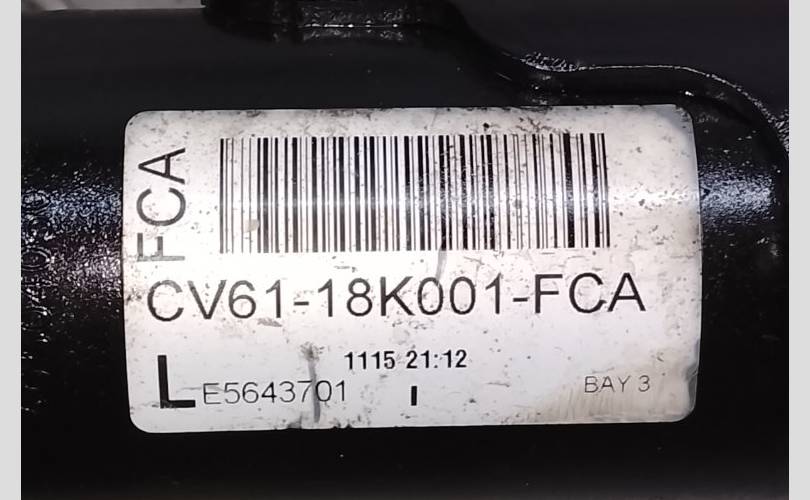 FCA
CV61-18K001-FCA
1115 21:12
L E5643701 I BAY 3